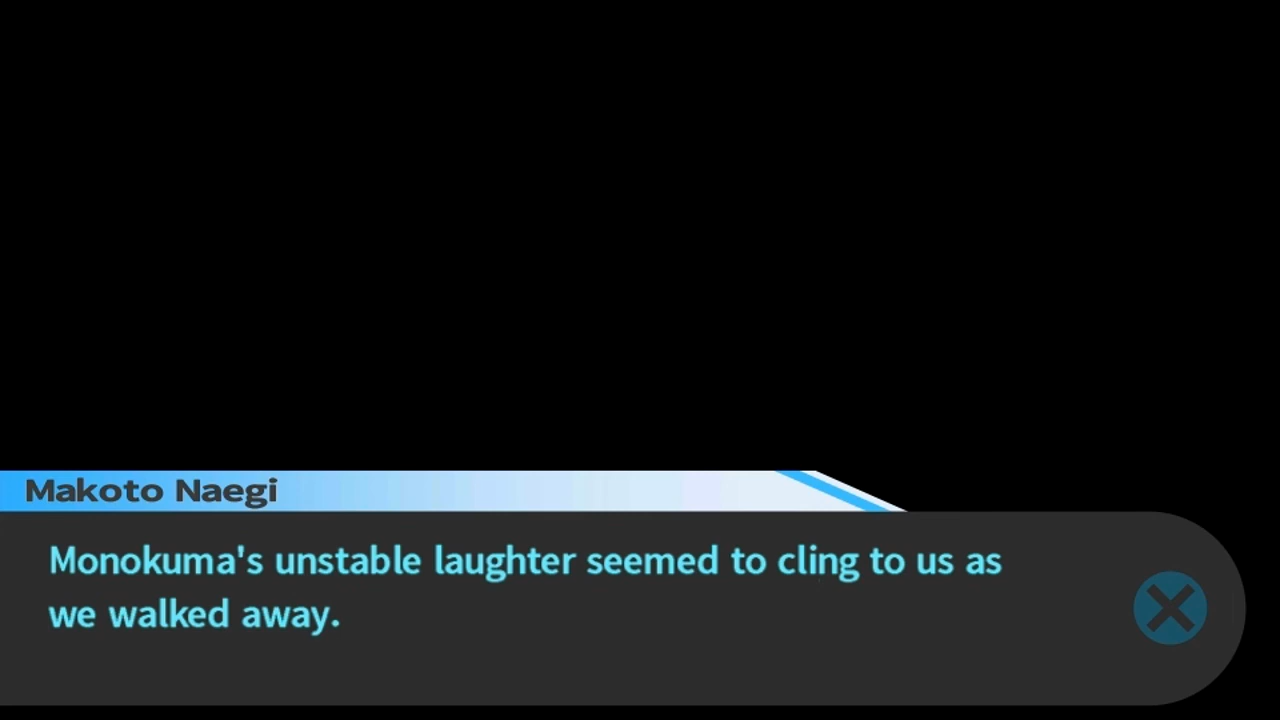 Makoto Naegi
Monokuma's unstable laughter seemed to cling to us as
we walked away.